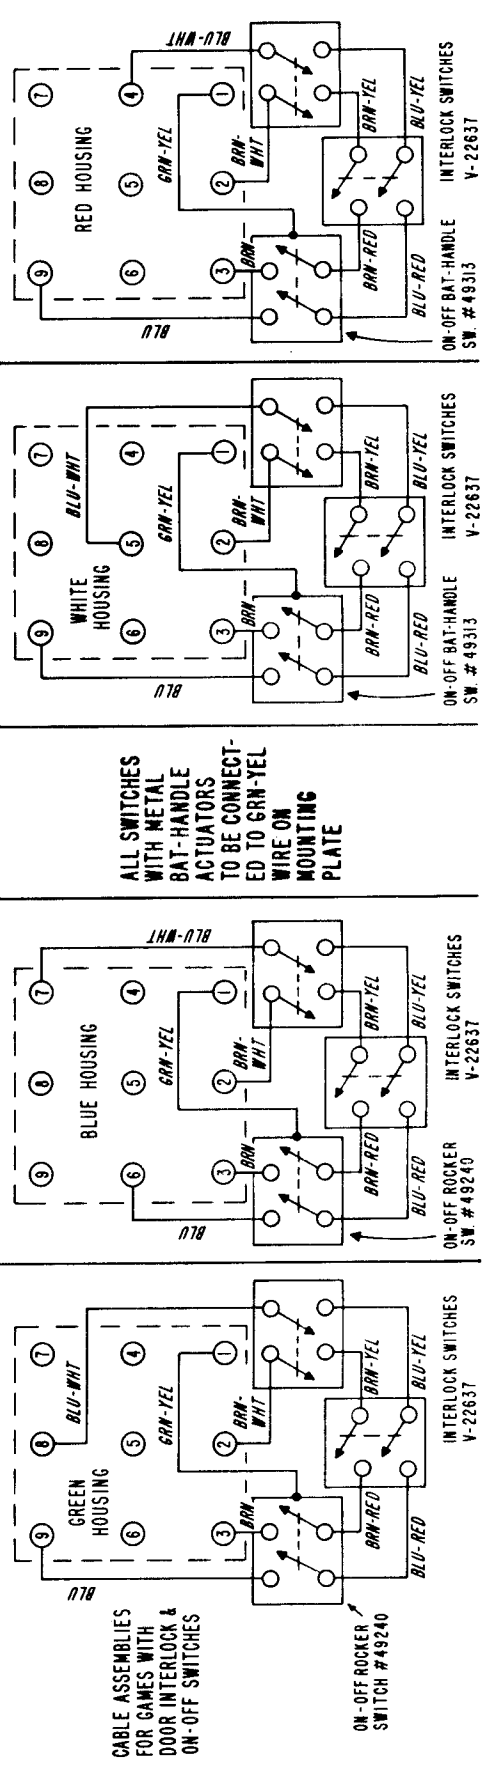 CABLE ASSEMBLIES
FOR GAMES WITH
DOOR INTERLOCK &
ON-OFF SWITCHES
GREEN
HOUSING
9
8
7
6
5
4
3
2
1
BLU
BLU-WHT
GRN-YEL
BRN
BRN-
WHT
BRN-RED
BLU-RED
BRN-YEL
BLU-YEL
ON-OFF ROCKER
SWITCH #49240
INTERLOCK SWITCHES
V-22637
BLUE HOUSING
9
8
7
6
5
4
3
2
1
BLU
BLU-WHT
GRN-YEL
BRN
BRN-
WHT
BRN-RED
BLU-RED
BRN-YEL
BLU-YEL
ON-OFF ROCKER
SW. #49240
INTERLOCK SWITCHES
V-22637
ALL SWITCHES
WITH METAL
BAT-HANDLE
ACTUATORS
TO BE CONNECT-
ED TO GRN-YEL
WIRE ON
MOUNTING
PLATE
WHITE
HOUSING
9
8
7
6
5
4
3
2
1
BLU
BLU-WHT
GRN-YEL
BRN
BRN-
WHT
BRN-RED
BLU-RED
BRN-YEL
BLU-YEL
ON-OFF BAT-HANDLE
SW. #49313
INTERLOCK SWITCHES
V-22637
RED HOUSING
9
8
7
6
5
4
3
2
1
BLU
BLU-WHT
GRN-YEL
BRN
BRN-
WHT
BRN-RED
BLU-RED
BRN-YEL
BLU-YEL
ON-OFF BAT-HANDLE
SW. #49313
INTERLOCK SWITCHES
V-22637